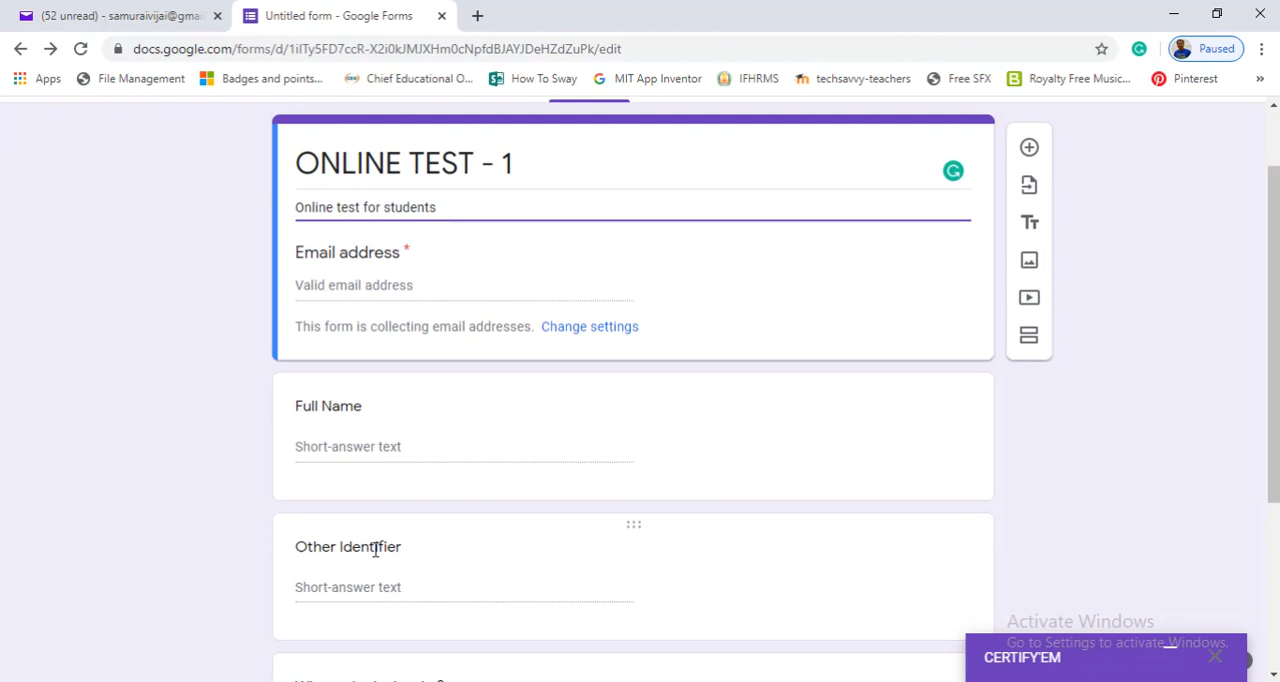 (52 unread) - samuraivijai@gma
Untitled form - Google Forms
docs.google.com/forms/d/1iITy5FD7ccR-X2i0kJMJXHm0cNpfdBJAYJDeHZdZuPk/edit
Paused
Apps
File Management
Badges and points...
Chief Educational O...
How To Sway
MIT App Inventor
IFHRMS
techsavvy-teachers
Free SFX
Royalty Free Music...
Pinterest
»
ONLINE TEST - 1
Online test for students
Email address *
Valid email address
This form is collecting email addresses. Change settings
Full Name
Short-answer text
Other Identifier
Short-answer text
Activate Windows
Go to Settings to activate Windows.
CERTIFY'EM